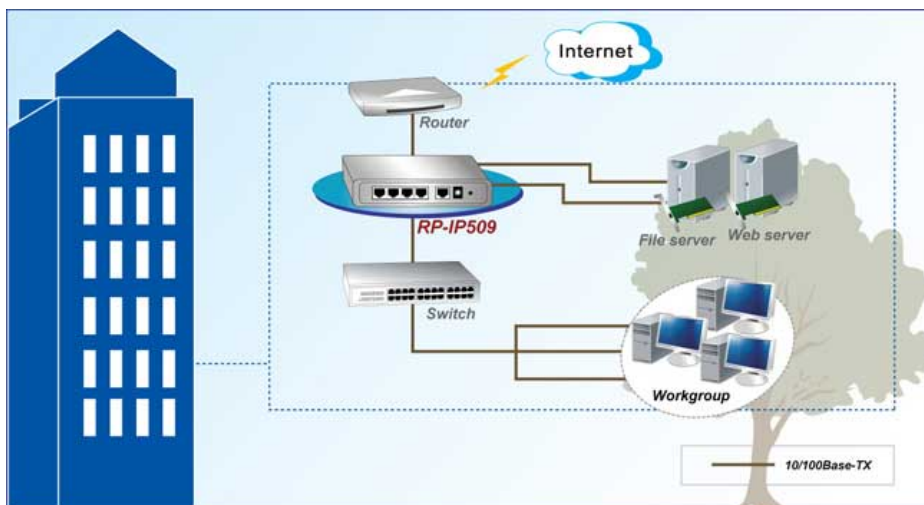 Internet
Router
RP-IP509
File server
Web server
Switch
Workgroup
10/100Base-TX